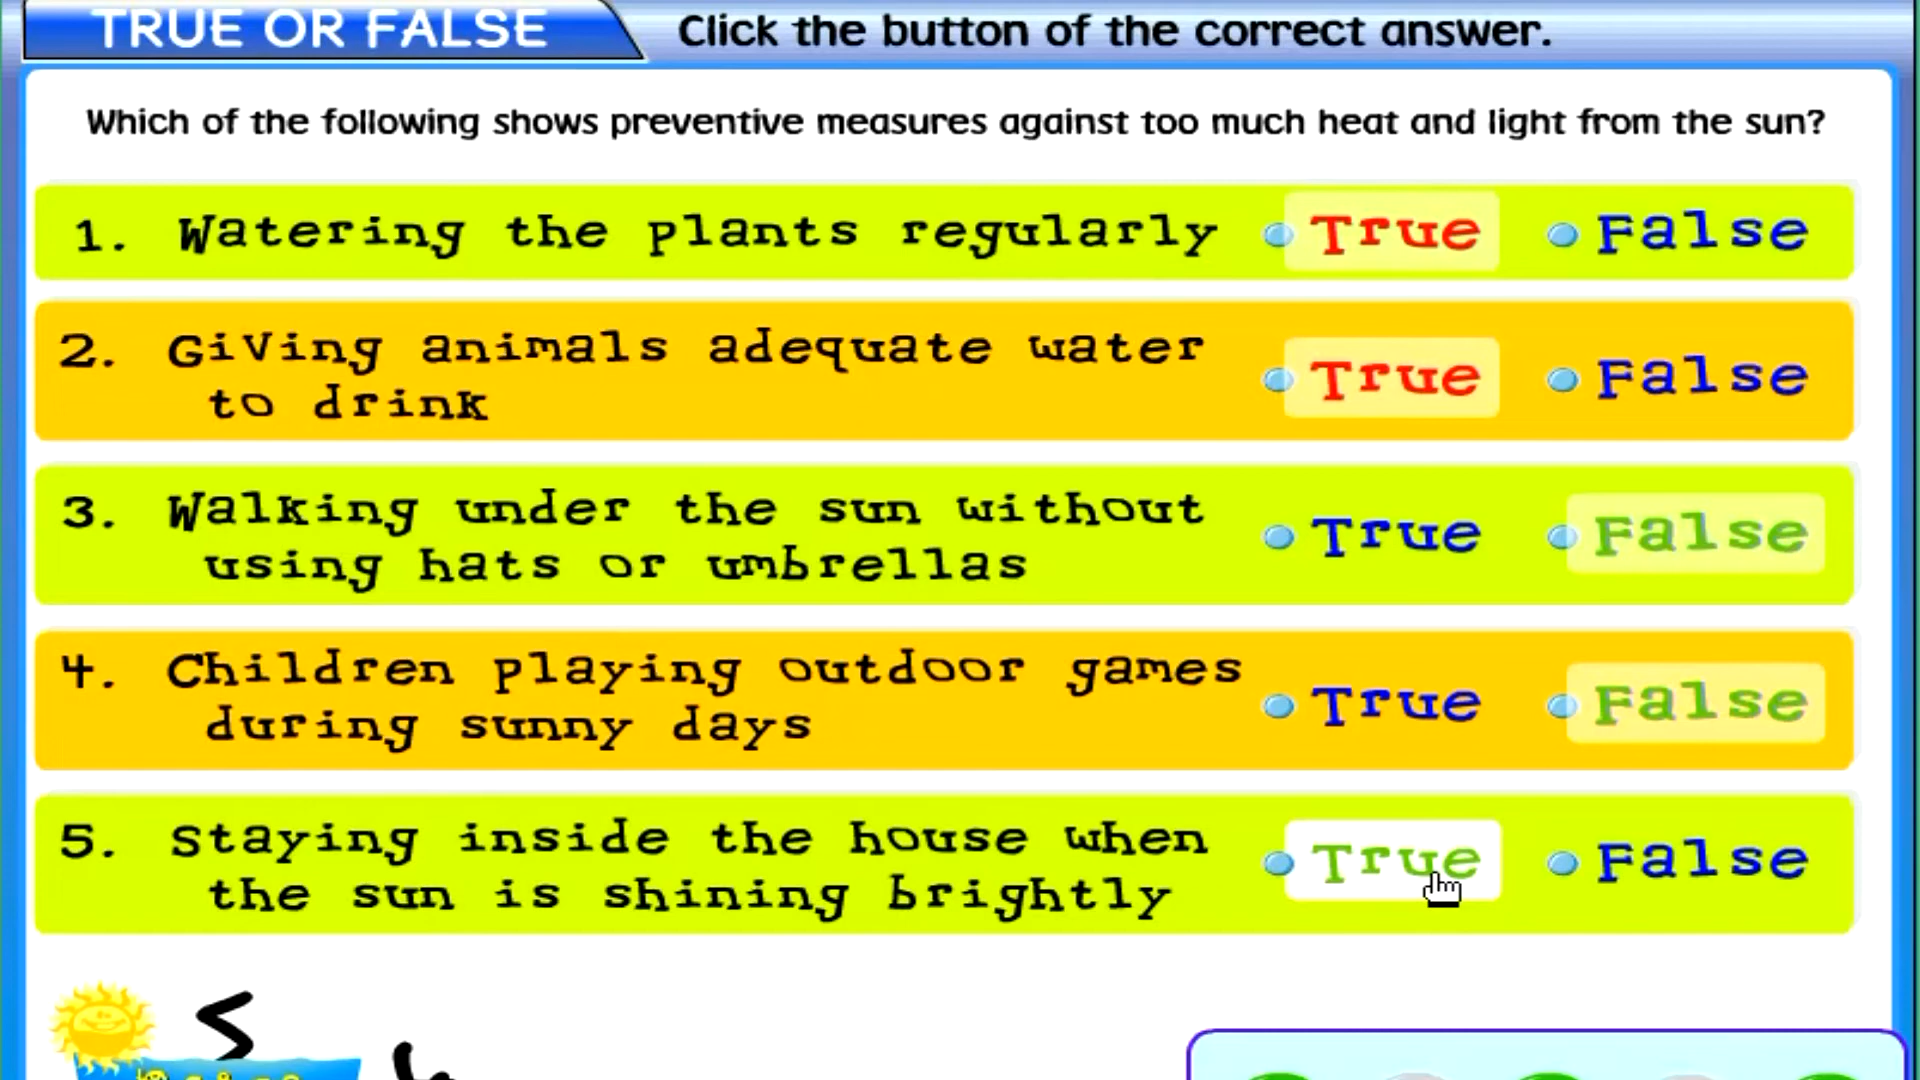 TRUE OR FALSE
Click the button of the correct answer.
Which of the following shows preventive measures against too much heat and light from the sun?
1. Watering the plants regularly True False
2. Giving animals adequate water
to drink True False
3. Walking under the sun without
using hats or umbrellas True False
4. Children playing outdoor games
during sunny days True False
5. Staying inside the house when
the sun is shining brightly True False